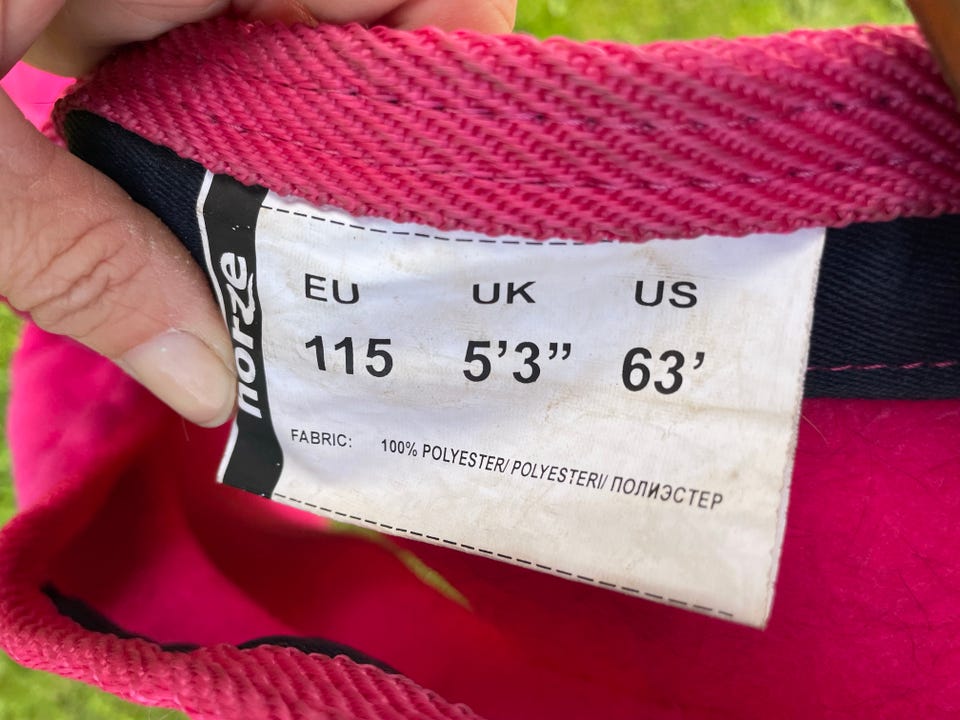 horze
EU UK US
115 5’3” 63’
FABRIC: 100% POLYESTER/ POLYESTERI/ ПОЛИЭСТЕР